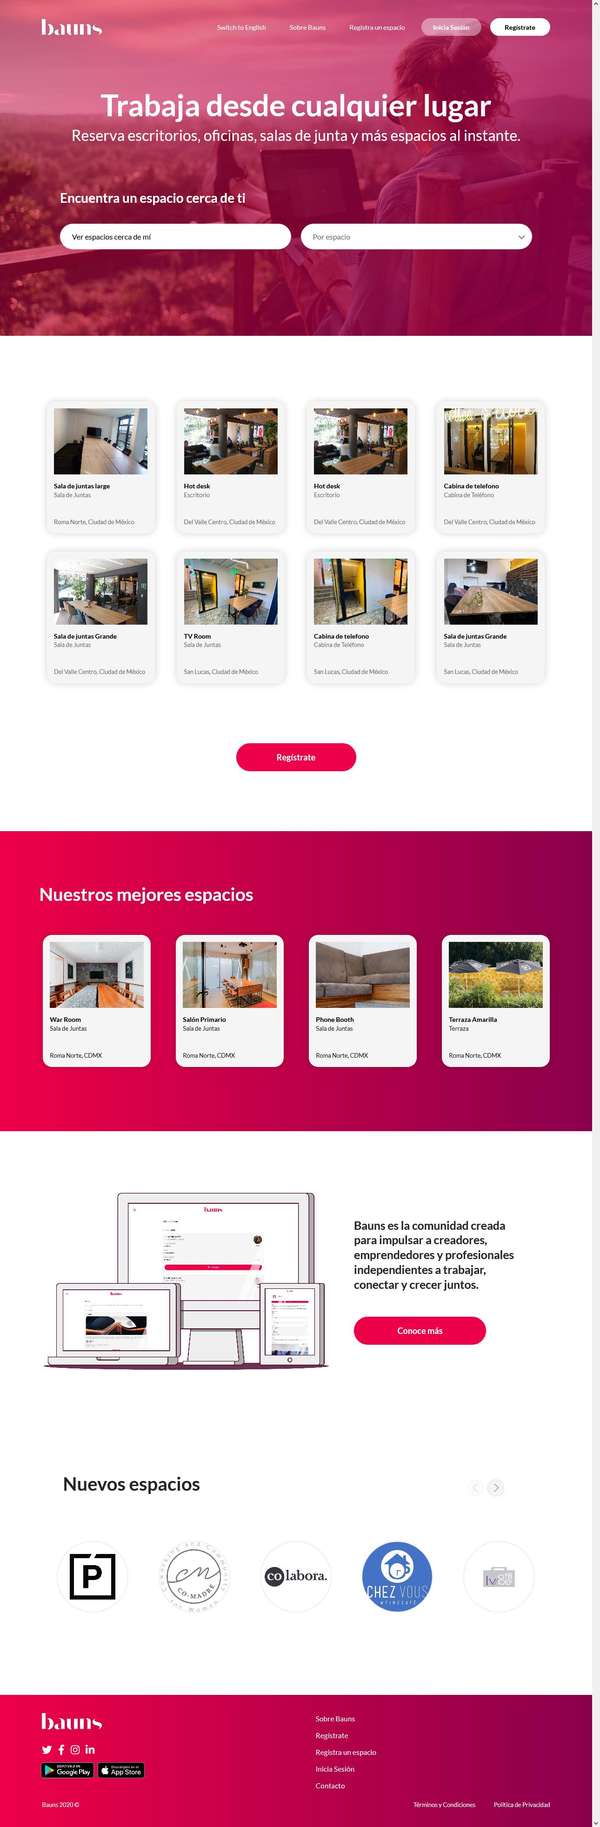 bauns
Switch to English
Sobre Bauns
Registra un espacio
Inicia Sesión
Regístrate
Trabaja desde cualquier lugar
Reserva escritorios, oficinas, salas de junta y más espacios al instante.
Encuentra un espacio cerca de ti
Ver espacios cerca de mí
Por espacio
Sala de juntas large
Sala de Juntas
Roma Norte, Ciudad de México
Hot desk
Escritorio
Del Valle Centro, Ciudad de México
Hot desk
Escritorio
Del Valle Centro, Ciudad de México
Cabina de telefono
Cabina de Teléfono
Del Valle Centro, Ciudad de México
Sala de juntas Grande
Sala de Juntas
Del Valle Centro, Ciudad de México
TV Room
Sala de Juntas
San Lucas, Ciudad de México
Cabina de telefono
Cabina de Teléfono
San Lucas, Ciudad de México
Sala de juntas Grande
Sala de Juntas
San Lucas, Ciudad de México
Regístrate
Nuestros mejores espacios
War Room
Sala de Juntas
Roma Norte, CDMX
Salón Primario
Sala de Juntas
Roma Norte, CDMX
Phone Booth
Sala de Juntas
Roma Norte, CDMX
Terraza Amarilla
Terraza
Roma Norte, CDMX
bauns
Bauns es la comunidad creada
para impulsar a creadores,
emprendedores y profesionales
independientes a trabajar,
conectar y crecer juntos.
Conoce más
Nuevos espacios
P
CO-MADRE
for Women
colabora.
CHEZ VOUS
bauns
Sobre Bauns
Regístrate
Registra un espacio
Inicia Sesión
Contacto
Google Play
App Store
Bauns 2020 ©
Términos y Condiciones
Política de Privacidad